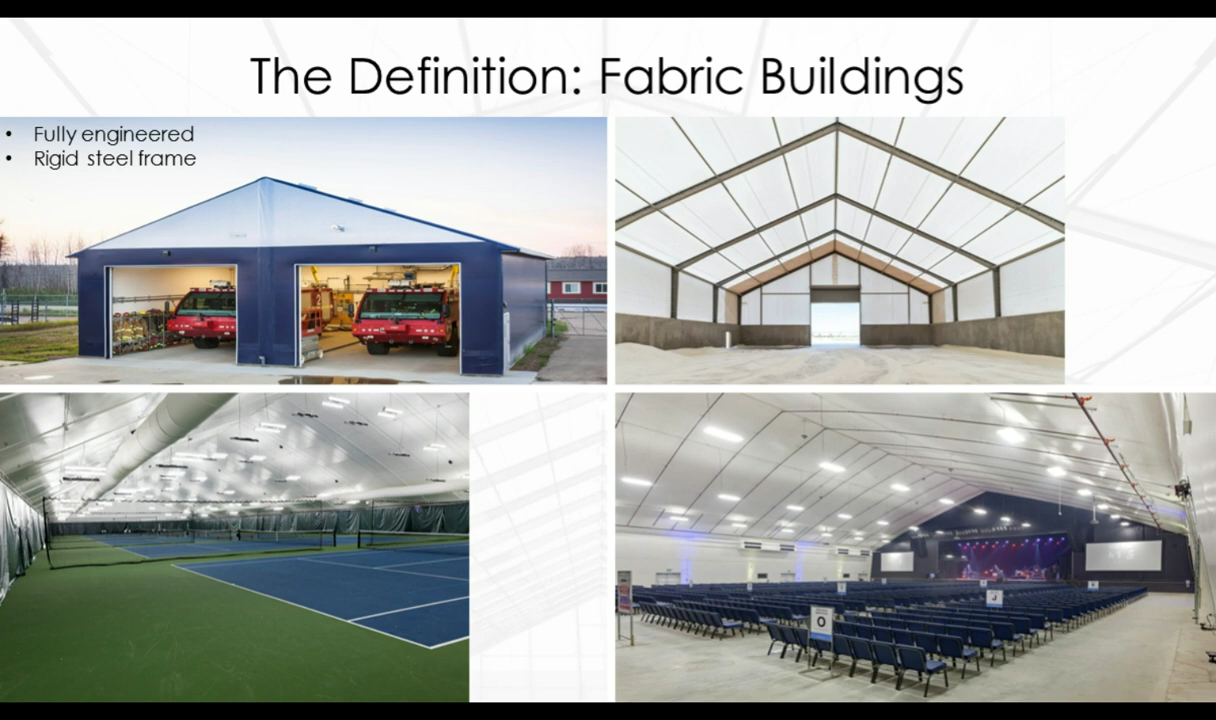 The Definition: Fabric Buildings
• Fully engineered
• Rigid steel frame
O
J